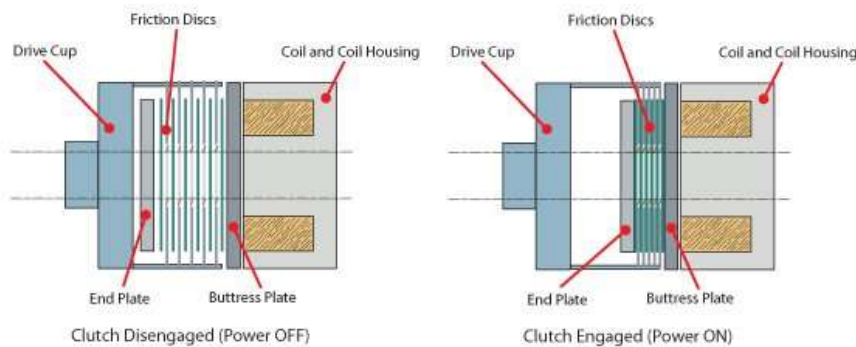 Friction Discs
Drive Cup
Coil and Coil Housing
End Plate
Buttress Plate
Clutch Disengaged (Power OFF)
Friction Discs
Drive Cup
Coil and Coil Housing
End Plate
Buttress Plate
Clutch Engaged (Power ON)